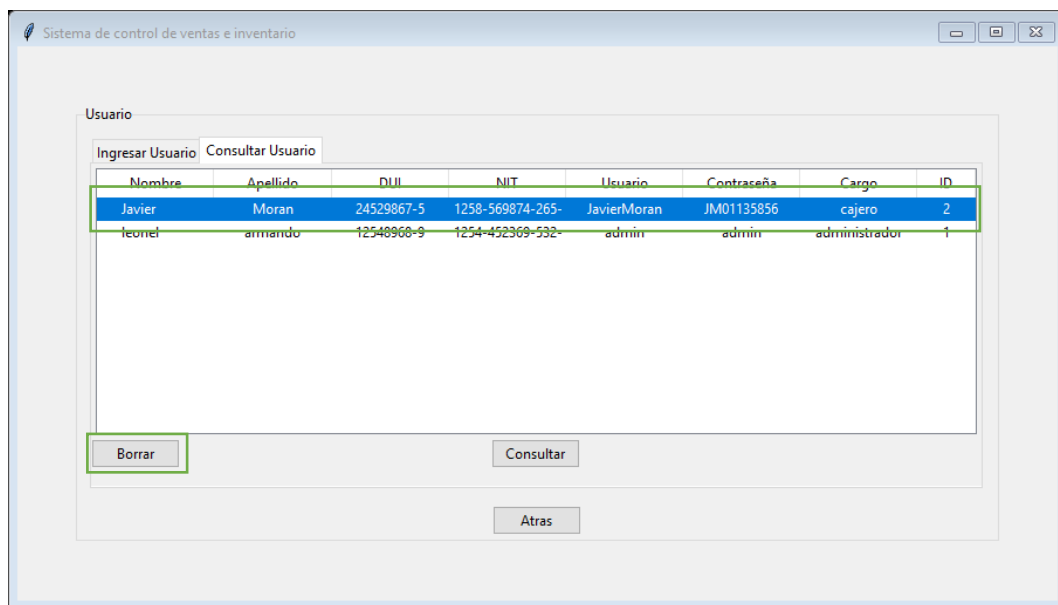 Sistema de control de ventas e inventario
Usuario
Ingresar Usuario Consultar Usuario
Nombre Apellido DUI NIT Usuario Contraseña Cargo ID
Javier Moran 24529867-5 1258-569874-265- JavierMoran JM01135856 cajero 2
leonel armando 12548968-9 1254-452369-532- admin admin administrador 1
Borrar Consultar
Atras